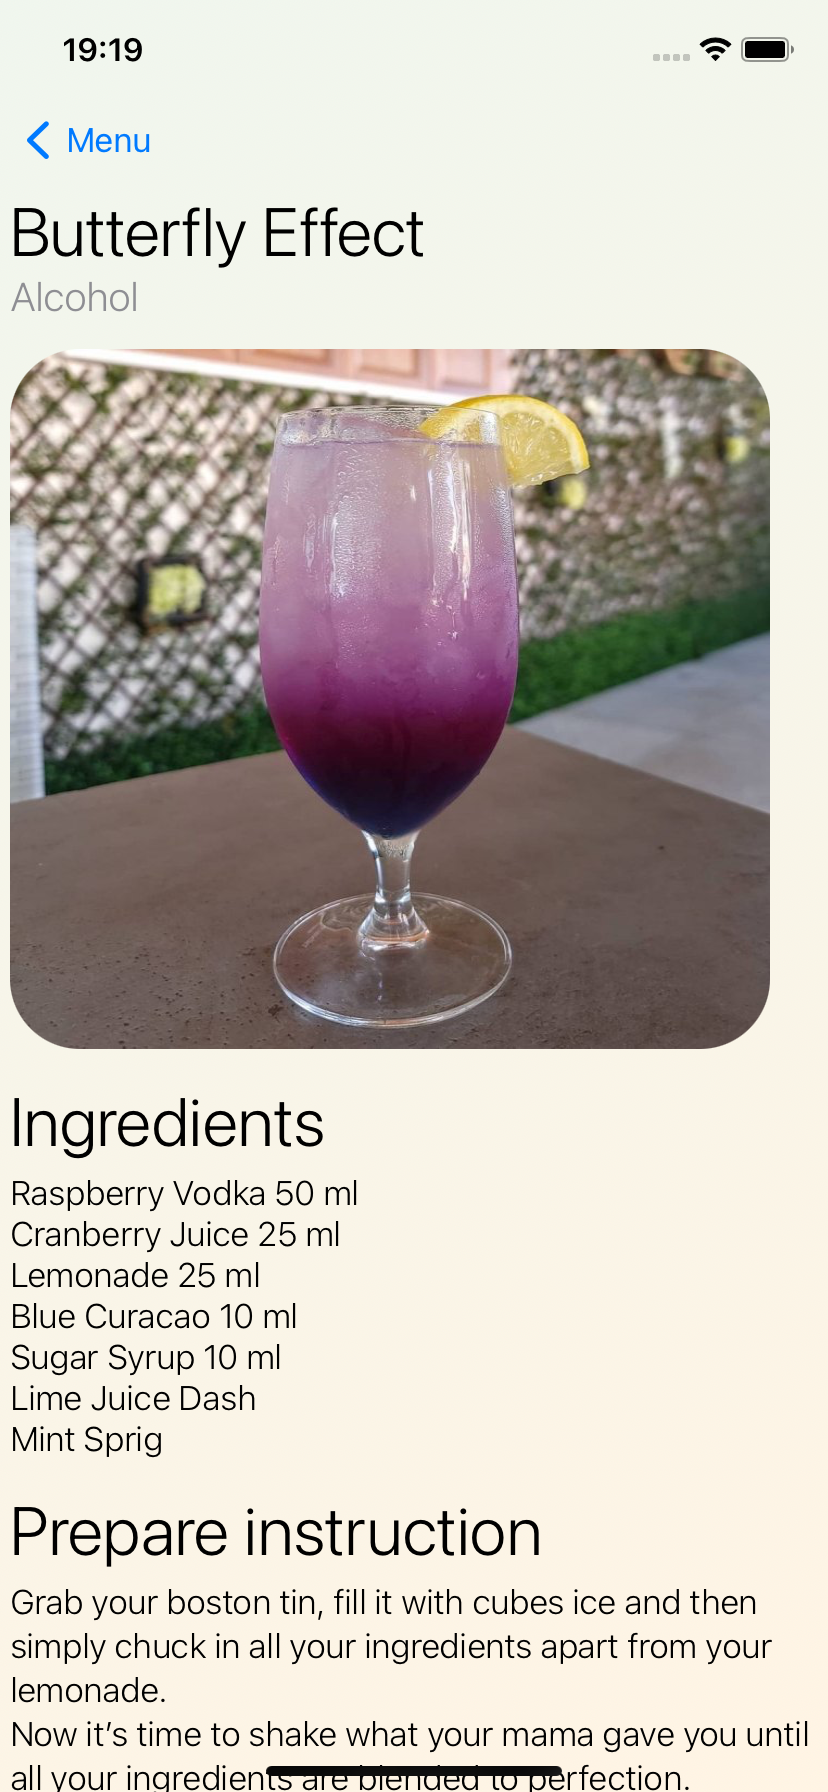 19:19
Menu
Butterfly Effect
Alcohol
Ingredients
Raspberry Vodka 50 ml
Cranberry Juice 25 ml
Lemonade 25 ml
Blue Curacao 10 ml
Sugar Syrup 10 ml
Lime Juice Dash
Mint Sprig
Prepare instruction
Grab your boston tin, fill it with cubes ice and then
simply chuck in all your ingredients apart from your
lemonade.
Now it’s time to shake what your mama gave you until
all your ingredients are blended to perfection.